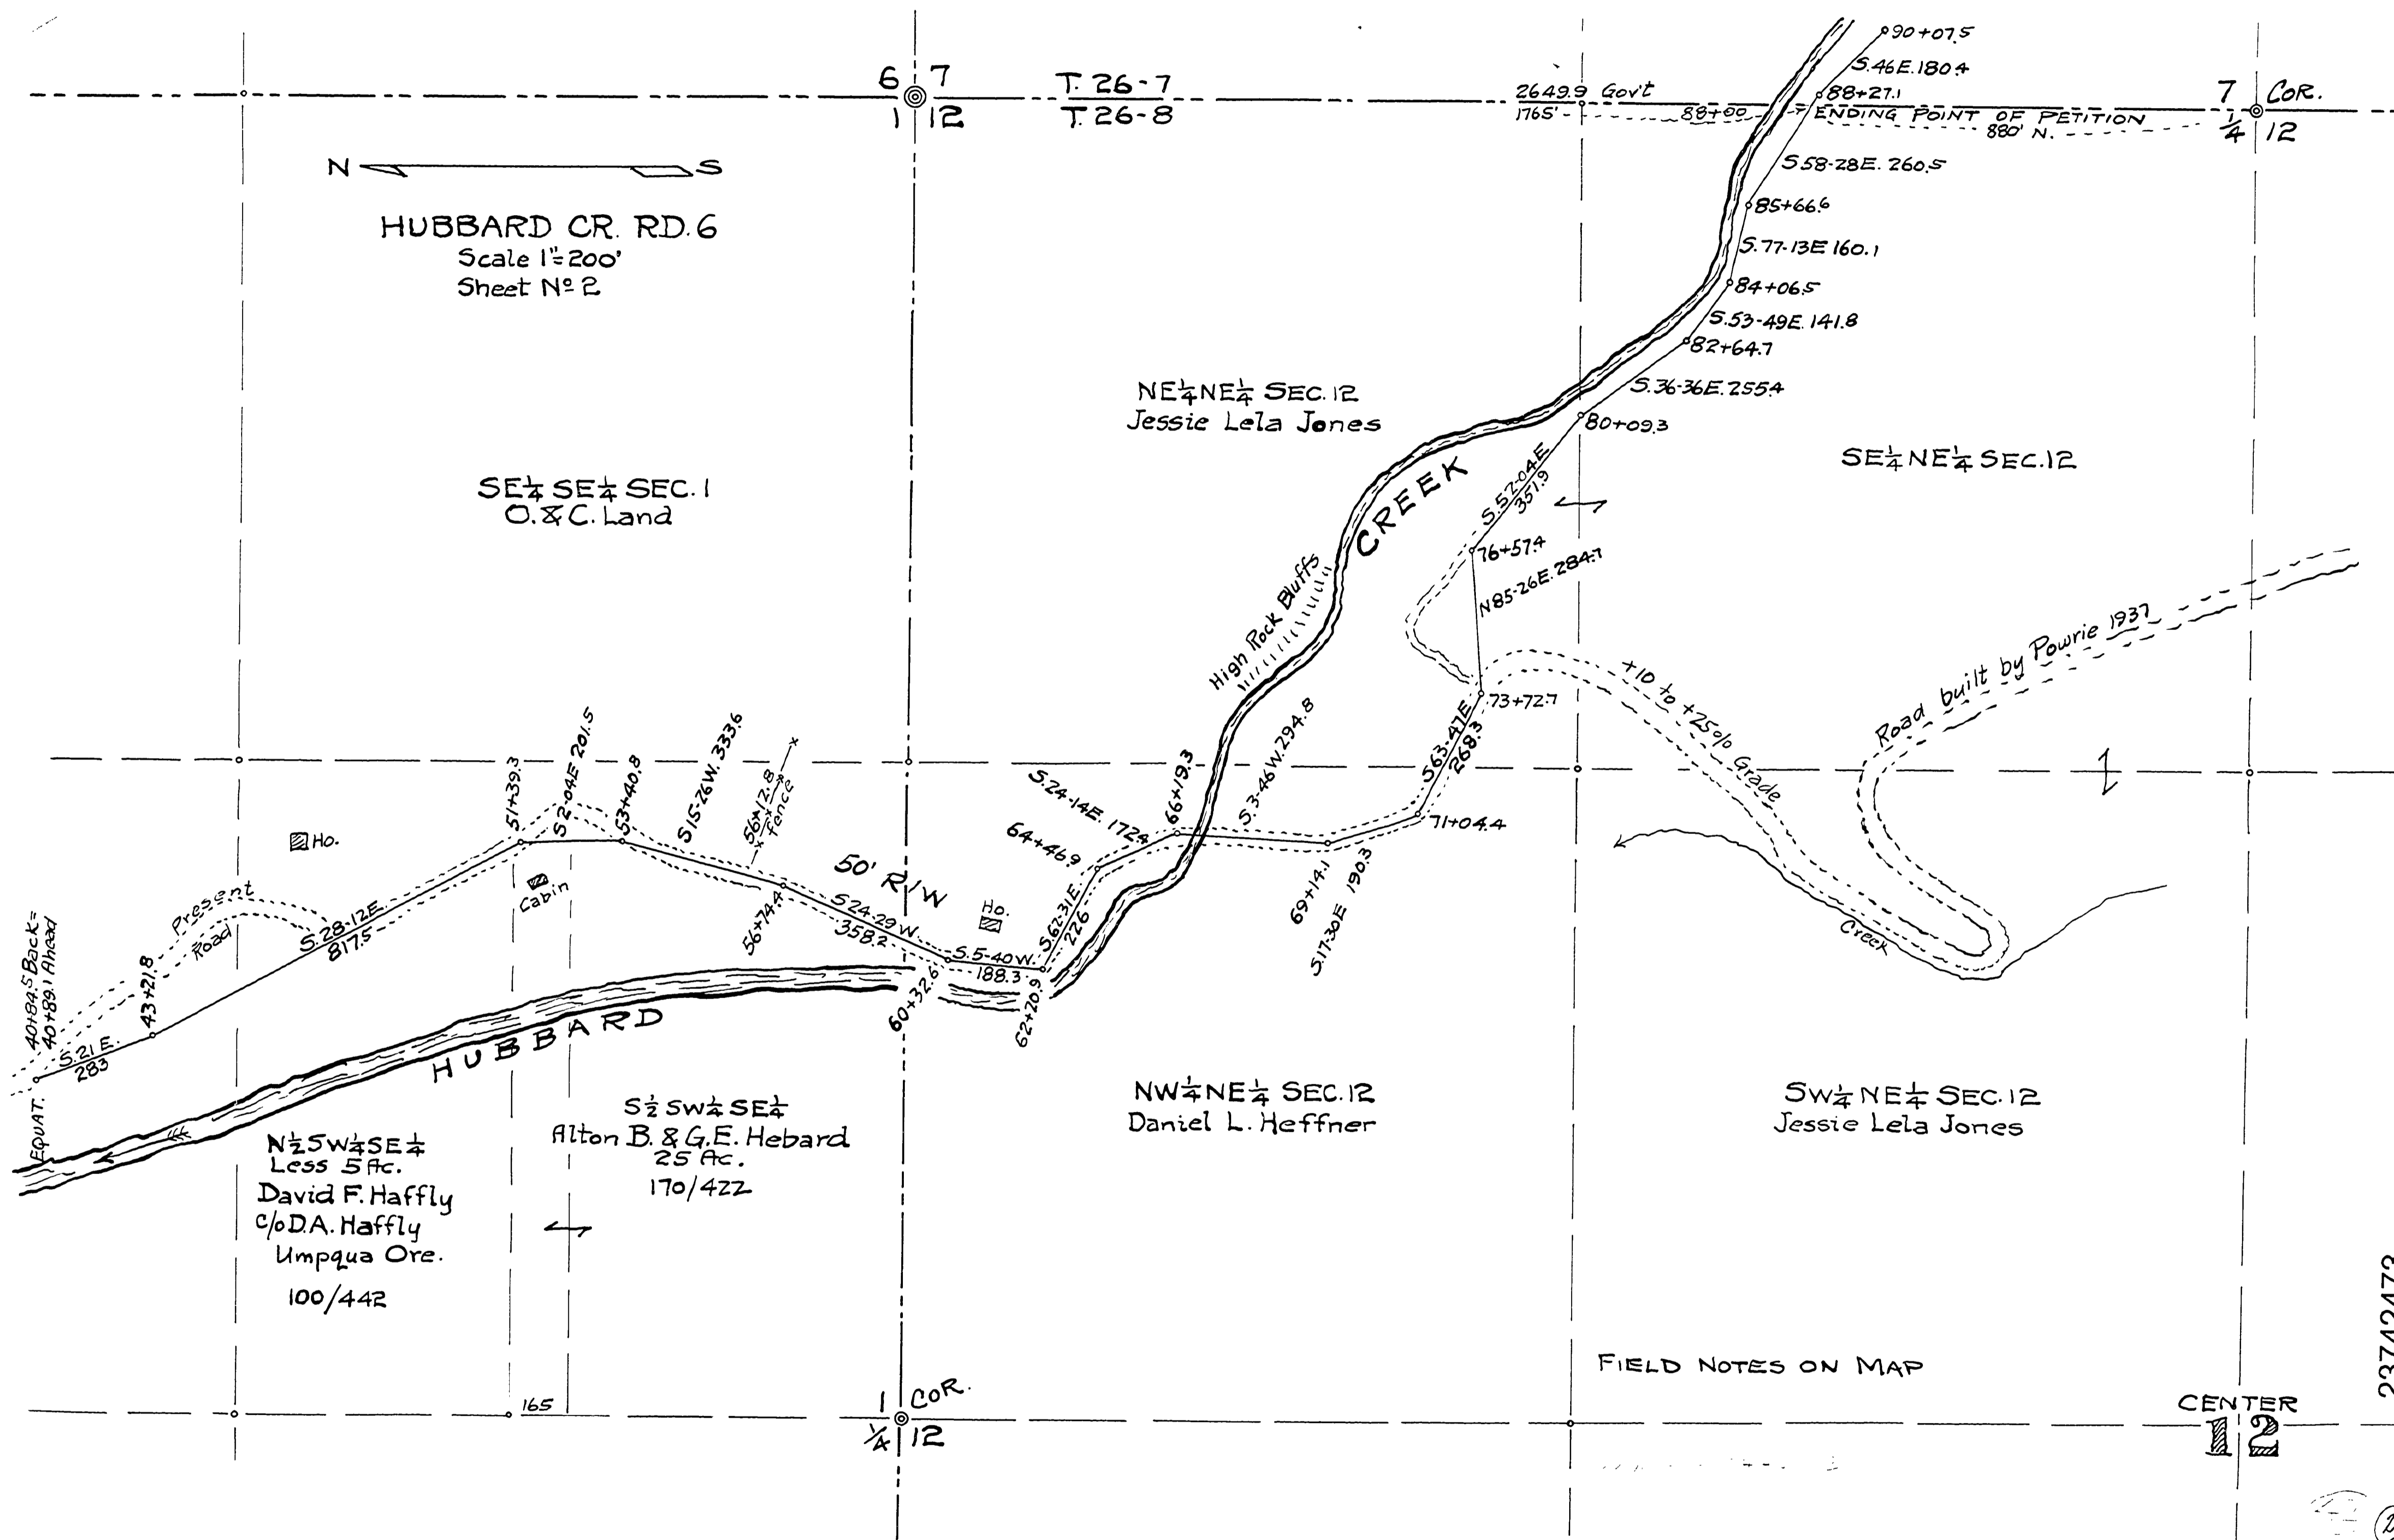 90+07.5
S.46E.180.4
6 7
T. 26-7
1 12
T. 26-8
2649.9 Gov't
1765'
88+00
88+27.1
ENDING POINT OF PETITION
880' N.
7 COR.
1/4 12
N S
HUBBARD CR. RD. 6
Scale 1"=200'
Sheet Nº 2
S.58-28E. 260.5
85+66.6
S.77-13E 160.1
84+06.5
S.53-49E. 141.8
82+64.7
S.36-36E. 255.4
80+09.3
NE¼NE¼ SEC.12
Jessie Lela Jones
SE¼ NE¼ SEC.12
SE¼ SE¼ SEC. 1
O. & C. Land
CREEK
S.52-04E
351.9
76+57.4
N85-26E. 284.7
High Rock Bluffs
73+72.7
+10 to +25% Grade
Road built by Powrie 1937
51+39.3
S2-04E 201.5
53+40.8
S15-26W. 333.6
56+12.8
fence
S.24-14E. 172.4
66+19.3
S.3-46W.294.8
S63-47E
268.3
71+04.4
64+46.9
69+14.1
S.17-30E 190.3
Ho.
Cabin
50' R/W
Ho.
Present
Road
S.28-12E.
817.5
56+74.4
S24-29W.
358.2
S.5-40W.
188.3
S.62-31E.
226
Creek
40+84.5 Back=
40+89.1 Ahead
43+21.8
S.21E.
283
EQUAT.
60+32.6
62+20.9
HUBBARD
N½SW¼SE¼
Less 5 Ac.
David F. Haffly
c/o D.A. Haffly
Umpqua Ore.
100/442
S½ SW¼ SE¼
Alton B. & G.E. Hebard
25 Ac.
170/422
NW¼NE¼ SEC.12
Daniel L. Heffner
SW¼ NE¼ SEC.12
Jessie Lela Jones
165
1 COR.
1/4 12
FIELD NOTES ON MAP
CENTER
12